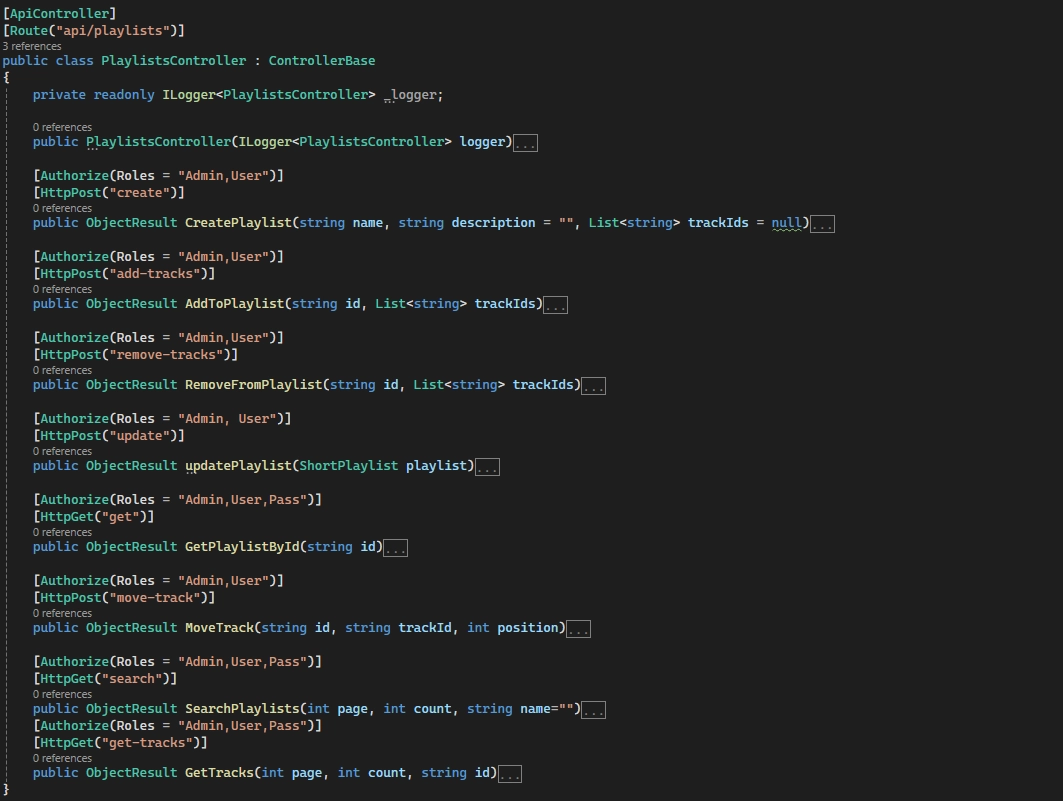 [ApiController]
[Route("api/playlists")]
3 references
public class PlaylistsController : ControllerBase
{
private readonly ILogger<PlaylistsController> _logger;
0 references
public PlaylistsController(ILogger<PlaylistsController> logger)...
[Authorize(Roles = "Admin,User")]
[HttpPost("create")]
0 references
public ObjectResult CreatePlaylist(string name, string description = "", List<string> trackIds = null)...
[Authorize(Roles = "Admin,User")]
[HttpPost("add-tracks")]
0 references
public ObjectResult AddToPlaylist(string id, List<string> trackIds)...
[Authorize(Roles = "Admin,User")]
[HttpPost("remove-tracks")]
0 references
public ObjectResult RemoveFromPlaylist(string id, List<string> trackIds)...
[Authorize(Roles = "Admin, User")]
[HttpPost("update")]
0 references
public ObjectResult updatePlaylist(ShortPlaylist playlist)...
[Authorize(Roles = "Admin,User,Pass")]
[HttpGet("get")]
0 references
public ObjectResult GetPlaylistById(string id)...
[Authorize(Roles = "Admin,User")]
[HttpPost("move-track")]
0 references
public ObjectResult MoveTrack(string id, string trackId, int position)...
[Authorize(Roles = "Admin,User,Pass")]
[HttpGet("search")]
0 references
public ObjectResult SearchPlaylists(int page, int count, string name="")...
[Authorize(Roles = "Admin,User,Pass")]
[HttpGet("get-tracks")]
0 references
public ObjectResult GetTracks(int page, int count, string id)...
}